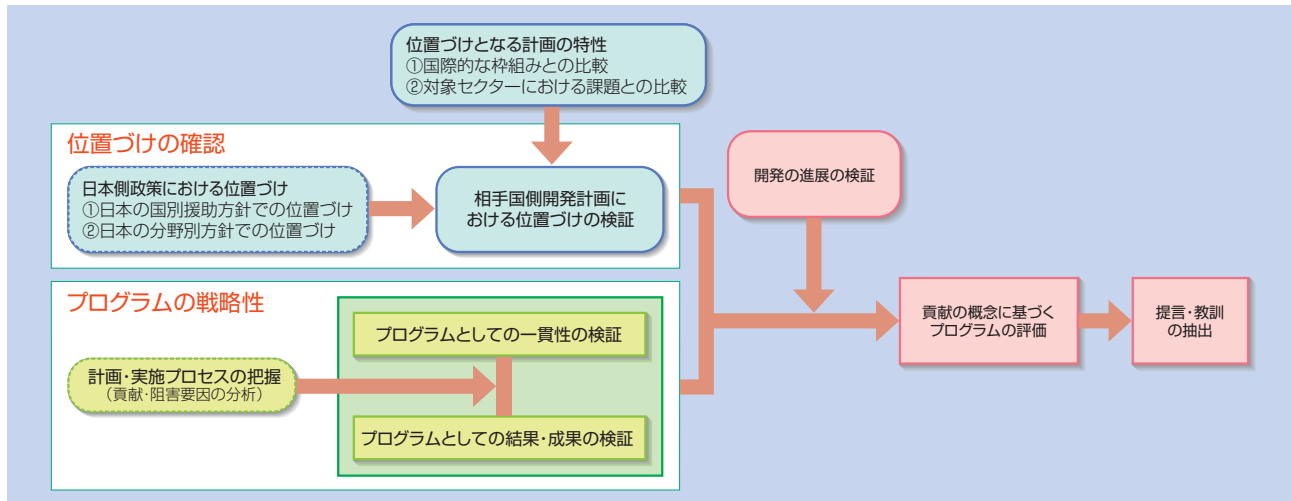 位置づけとなる計画の特性
①国際的な枠組みとの比較
②対象セクターにおける課題との比較
位置づけの確認
日本側政策における位置づけ
①日本の国別援助方針での位置づけ
②日本の分野別方針での位置づけ
相手国側開発計画に
おける位置づけの検証
開発の進展の検証
プログラムの戦略性
計画・実施プロセスの把握
（貢献・阻害要因の分析）
プログラムとしての一貫性の検証
プログラムとしての結果・成果の検証
貢献の概念に基づく
プログラムの評価
提言・教訓
の抽出